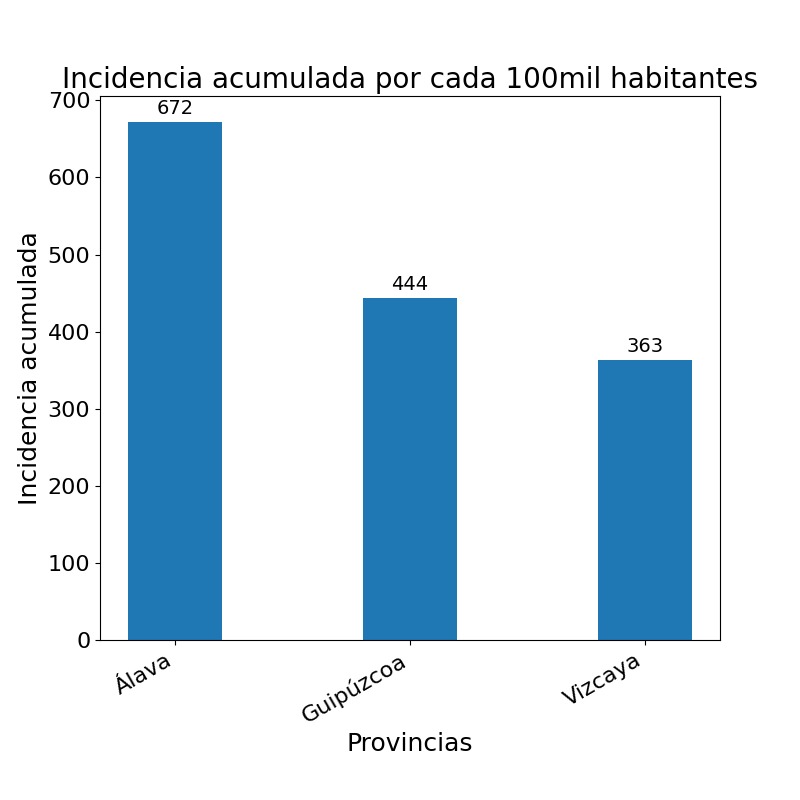 Incidencia acumulada por cada 100mil habitantes
700
600
500
400
300
200
100
0
Incidencia acumulada
672
444
363
Álava
Guipúzcoa
Vizcaya
Provincias